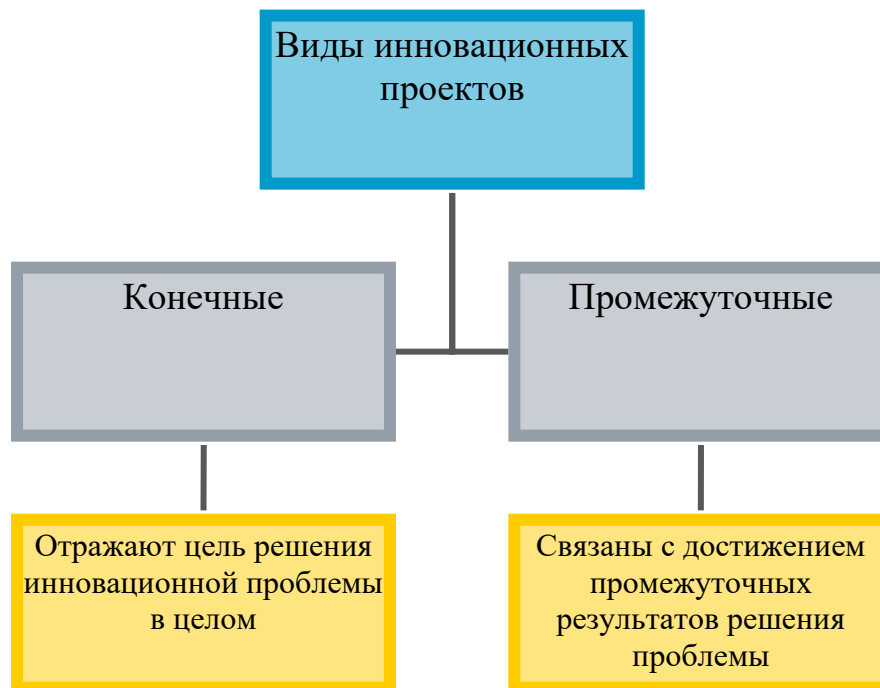 Виды инновационных
проектов
Конечные
Промежуточные
Отражают цель решения
инновационной проблемы
в целом
Связаны с достижением
промежуточных
результатов решения
проблемы